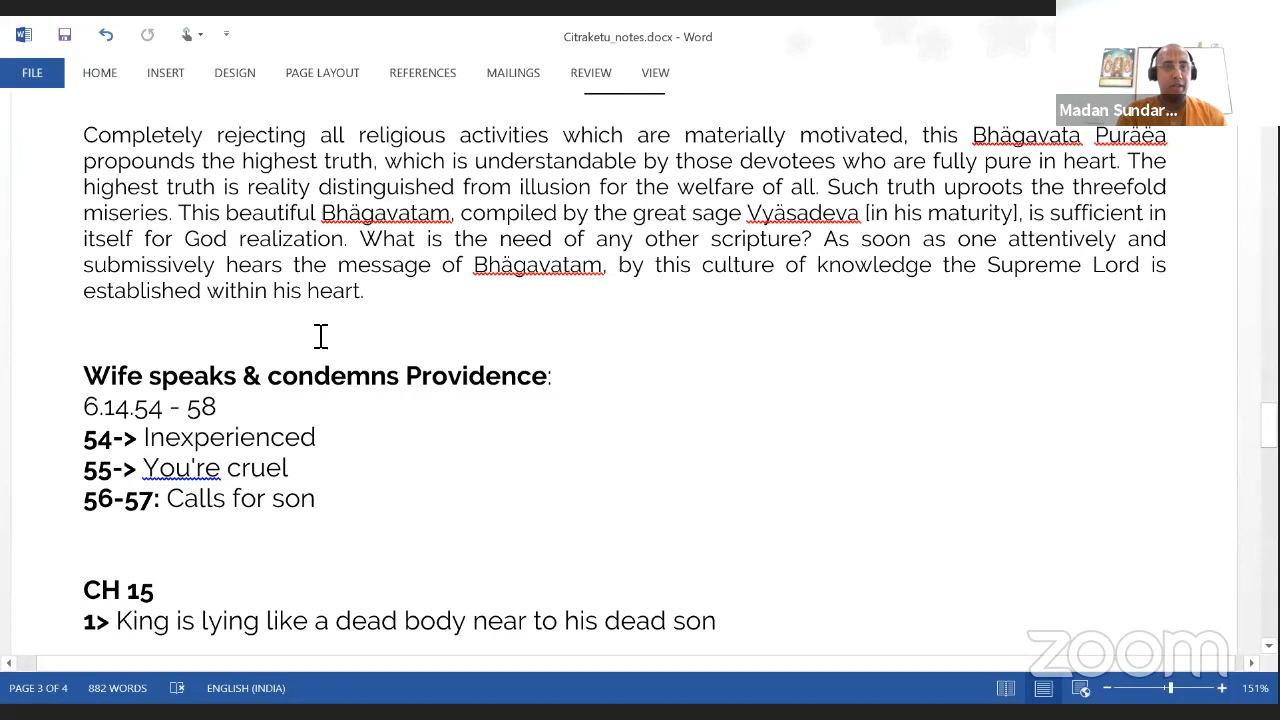 Citraketu_notes.docx - Word
FILE HOME INSERT DESIGN PAGE LAYOUT REFERENCES MAILINGS REVIEW VIEW
Madan Sundar...
Completely rejecting all religious activities which are materially motivated, this Bhägavata Puräëa
propounds the highest truth, which is understandable by those devotees who are fully pure in heart. The
highest truth is reality distinguished from illusion for the welfare of all. Such truth uproots the threefold
miseries. This beautiful Bhägavatam, compiled by the great sage Vyäsadeva [in his maturity], is sufficient in
itself for God realization. What is the need of any other scripture? As soon as one attentively and
submissively hears the message of Bhägavatam, by this culture of knowledge the Supreme Lord is
established within his heart.
Wife speaks & condemns Providence:
6.14.54 - 58
54-> Inexperienced
55-> You're cruel
56-57: Calls for son
CH 15
1> King is lying like a dead body near to his dead son
zoom
PAGE 3 OF 4 882 WORDS ENGLISH (INDIA) 151%